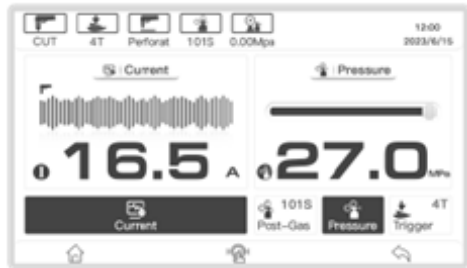 CUT 4T Perforat 101S 0.00Mpa
12:00
2023/6/15
Current
Pressure
16.5 A
27.0 MPa
Current
101S
Post-Gas
Pressure
4T
Trigger